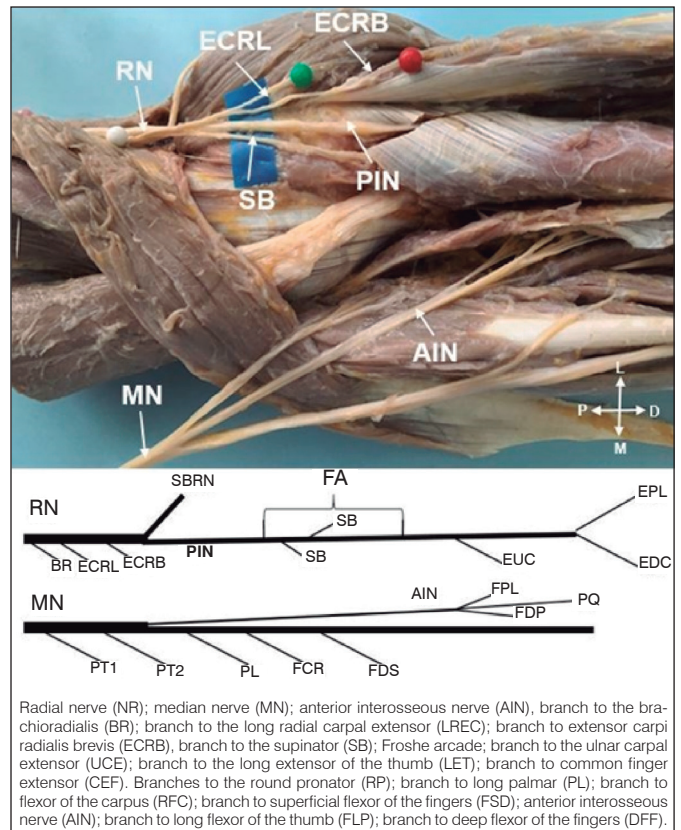 ECRB
ECRL
RN
PIN
SB
AIN
MN
L
P D
M
SBRN
FA
RN
EPL
SB
BR ECRL ECRB
PIN
SB
EUC
EDC
MN
AIN
FPL
PQ
FDP
PT1
PT2
PL
FCR
FDS
Radial nerve (NR); median nerve (MN); anterior interosseous nerve (AIN), branch to the bra-
chioradialis (BR); branch to the long radial carpal extensor (LREC); branch to extensor carpi
radialis brevis (ECRB), branch to the supinator (SB); Froshe arcade; branch to the ulnar carpal
extensor (UCE); branch to the long extensor of the thumb (LET); branch to common finger
extensor (CEF). Branches to the round pronator (RP); branch to long palmar (PL); branch to
flexor of the carpus (RFC); branch to superficial flexor of the fingers (FSD); anterior interosseous
nerve (AIN); branch to long flexor of the thumb (FLP); branch to deep flexor of the fingers (DFF).